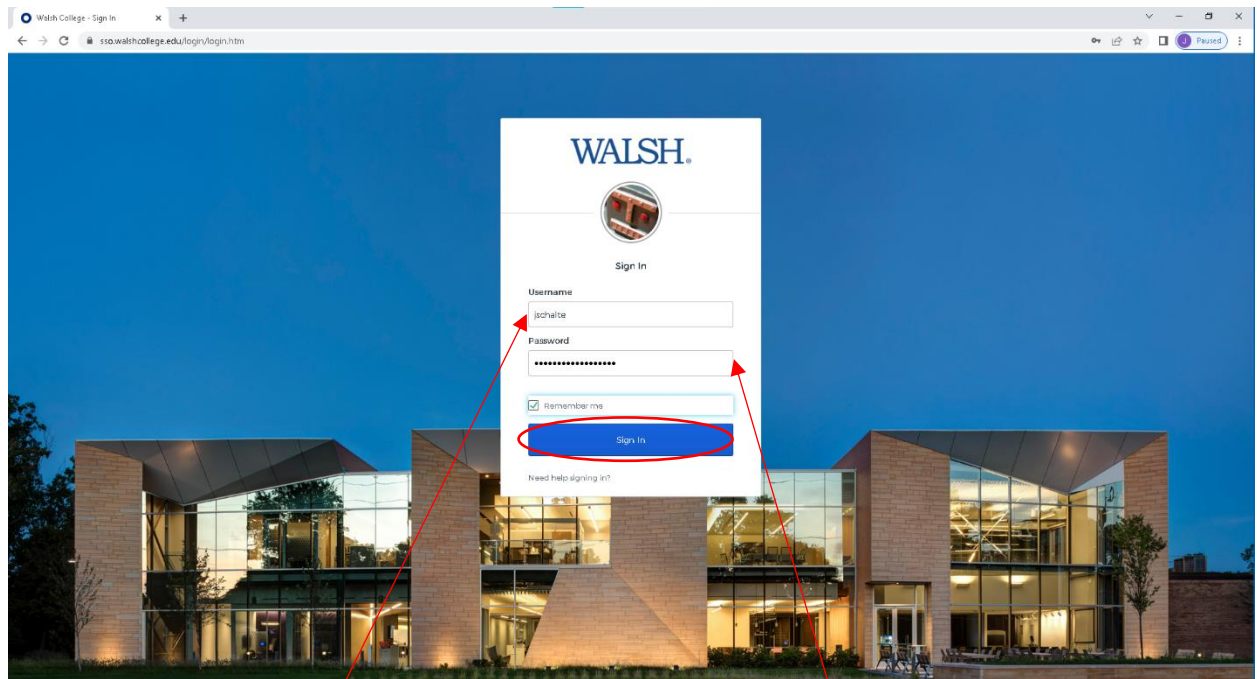 Walsh College - Sign In
sso.walshcollege.edu/login/login.htm
J Paused
WALSH®
Sign In
Username
jschalte
Password
••••••••••••••••••
Remember me
Sign In
Need help signing in?